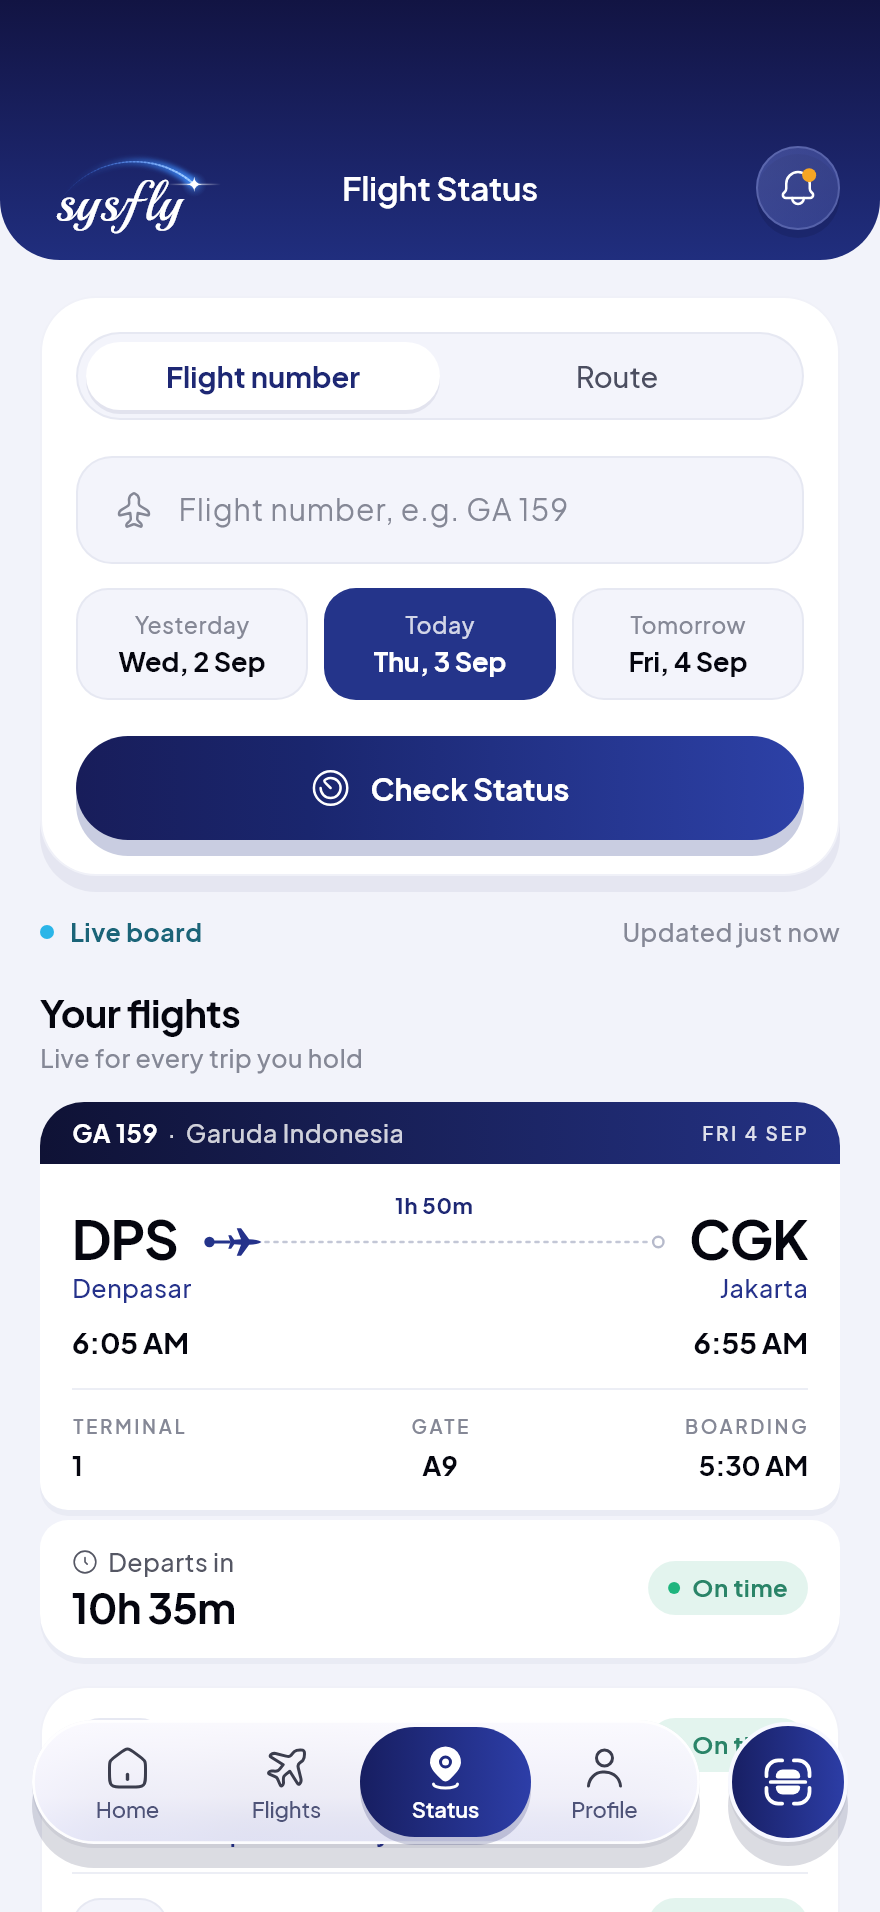 sysfly
Flight Status
Flight number
Route
Flight number, e.g. GA 159
Yesterday
Wed, 2 Sep
Today
Thu, 3 Sep
Tomorrow
Fri, 4 Sep
Check Status
Live board
Updated just now
Your flights
Live for every trip you hold
GA 159 · Garuda Indonesia
FRI 4 SEP
1h 50m
DPS
CGK
Denpasar
Jakarta
6:05 AM
6:55 AM
TERMINAL
GATE
BOARDING
1
A9
5:30 AM
Departs in
10h 35m
On time
On
Home
Flights
Status
Profile